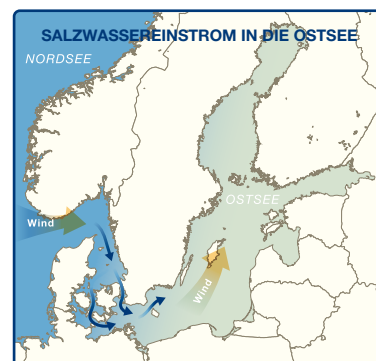 SALZWASSEREINSTROM IN DIE OSTSEE
NORDSEE
OSTSEE
Wind
Wind